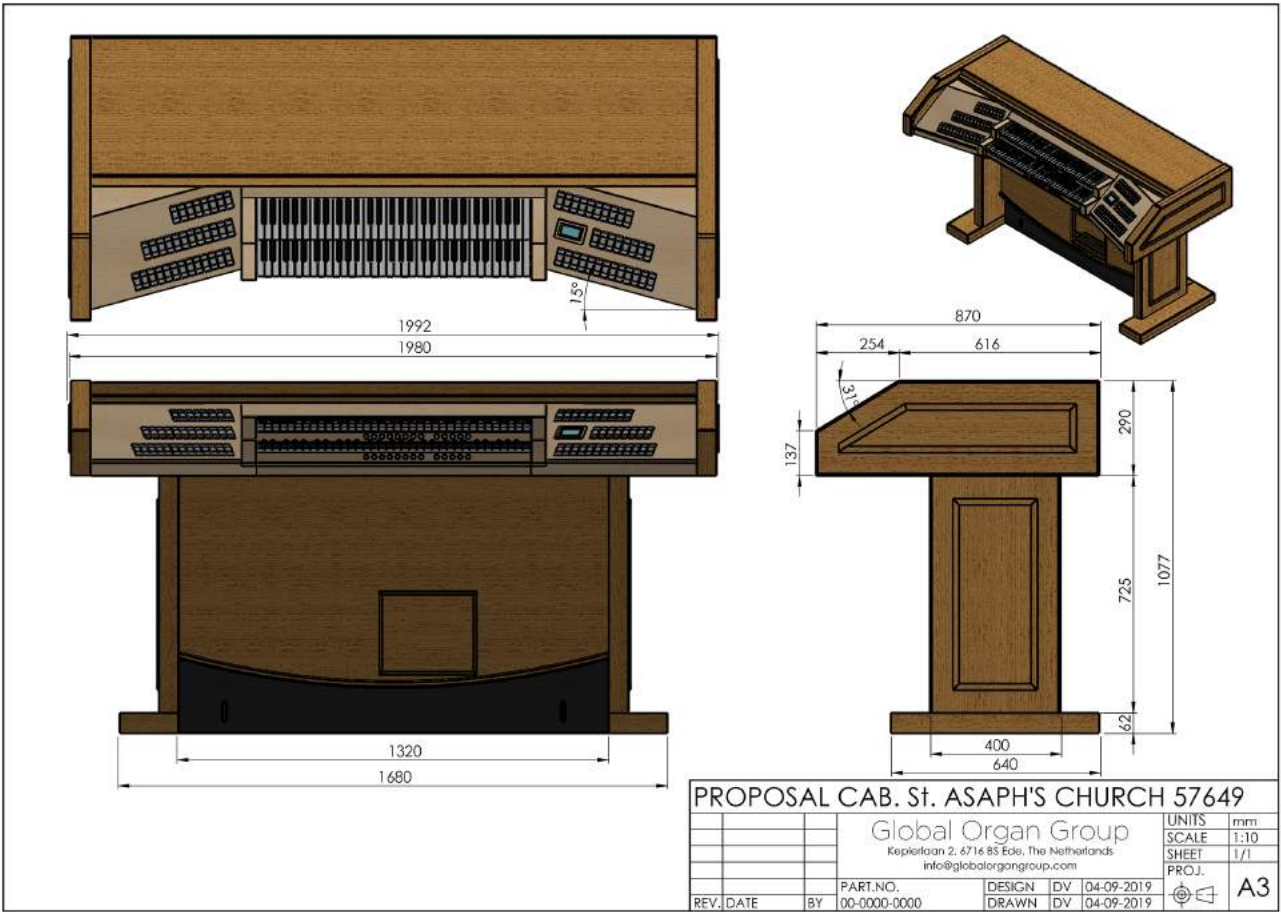 15°
1992
1980
870
254
616
31°
137
290
725
1077
62
400
640
1320
1680
PROPOSAL CAB. St. ASAPH'S CHURCH 57649
Global Organ Group
Keplerlaan 2, 6716 BS Ede, The Netherlands
info@globalorgangroup.com
UNITS mm
SCALE 1:10
SHEET 1/1
PROJ.
A3
PART.NO.
00-0000-0000
DESIGN DV 04-09-2019
DRAWN DV 04-09-2019
REV. DATE BY